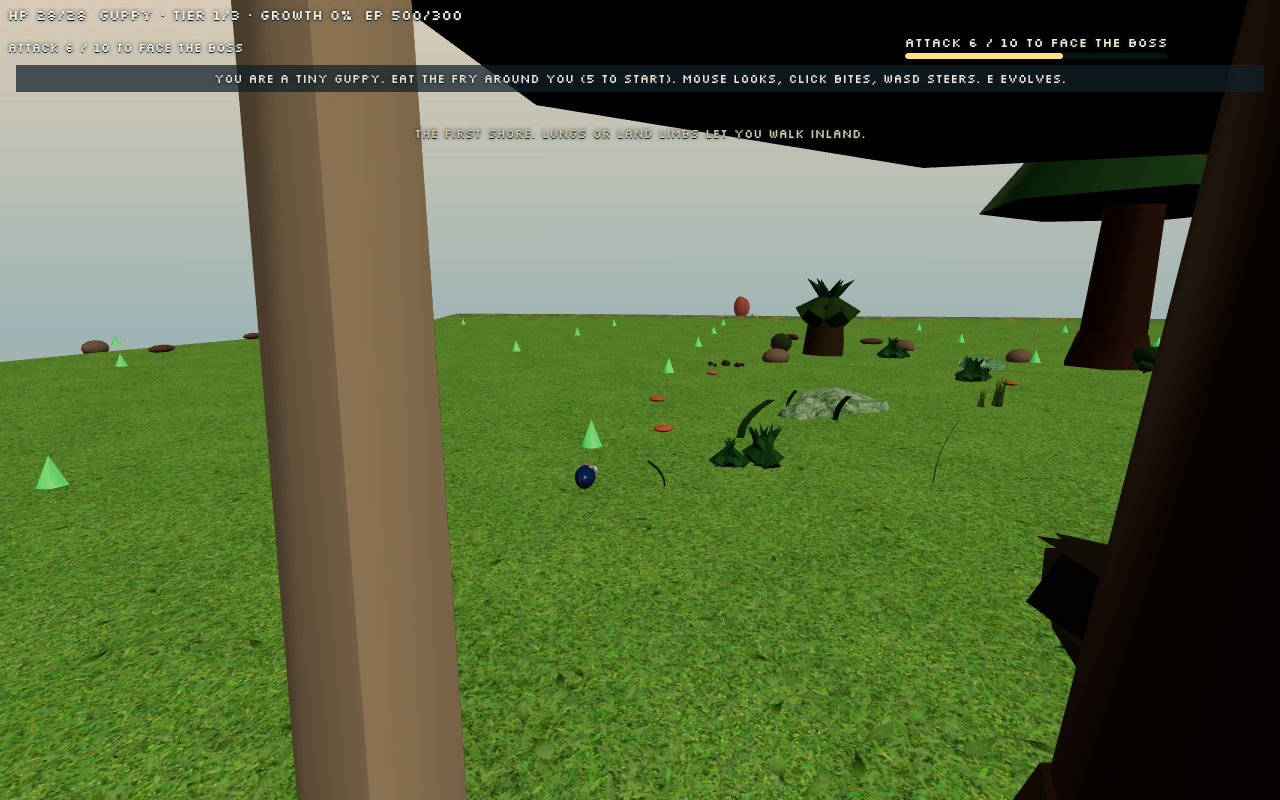 HP 28/28 GUPPY · TIER 1/3 · GROWTH 0% EP 500/300
ATTACK 6 / 10 TO FACE THE BOSS
ATTACK 6 / 10 TO FACE THE BOSS
YOU ARE A TINY GUPPY. EAT THE FRY AROUND YOU (5 TO START). MOUSE LOOKS, CLICK BITES, WASD STEERS. E EVOLVES.
THE FIRST SHORE. LUNGS OR LAND LIMBS LET YOU WALK INLAND.